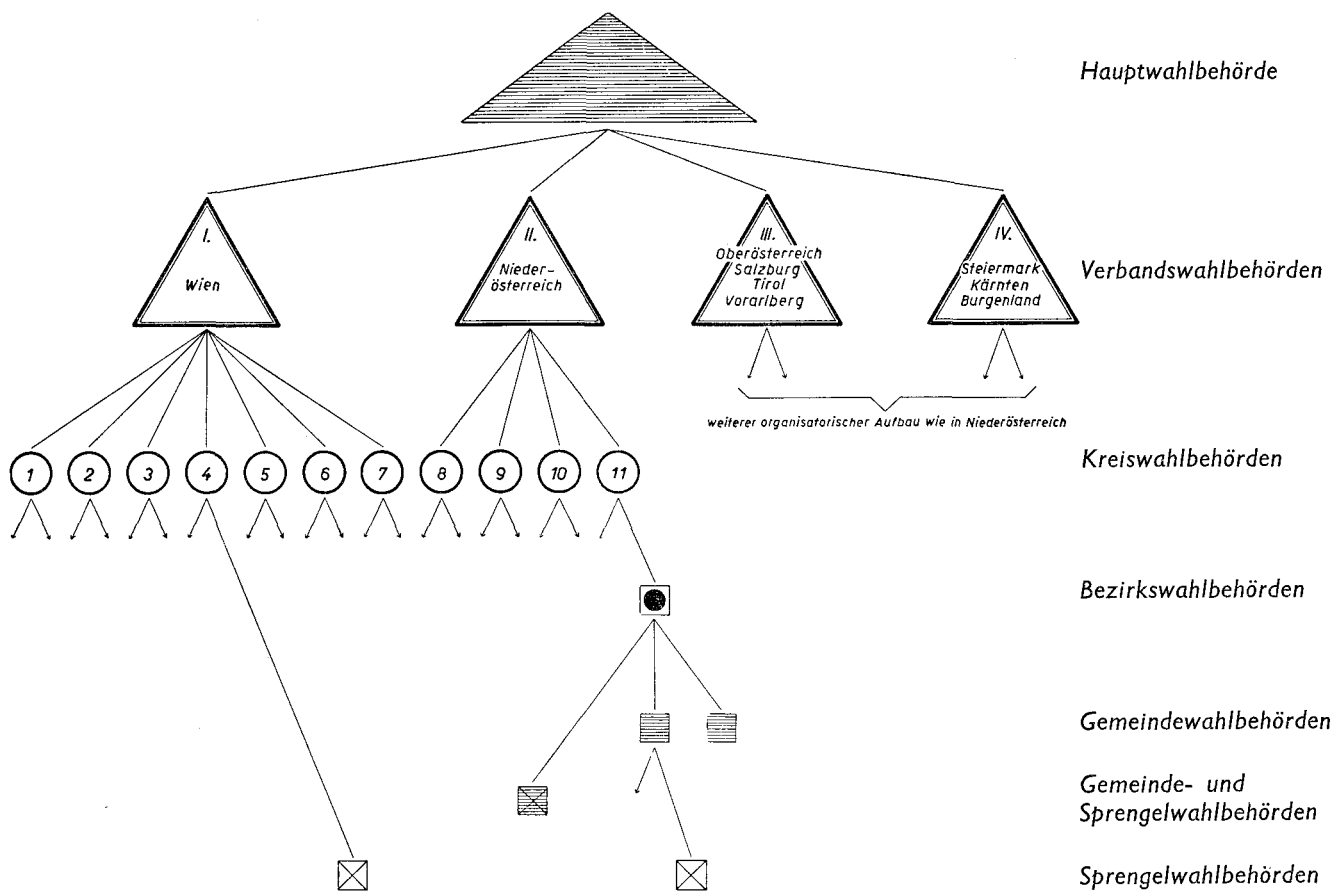 Hauptwahlbehörde
I.
Wien
II.
Nieder-
österreich
III.
Oberösterreich
Salzburg
Tirol
Vorarlberg
IV.
Steiermark
Kärnten
Burgenland
Verbandswahlbehörden
weiterer organisatorischer Aufbau wie in Niederösterreich
1 2 3 4 5 6 7 8 9 10 11
Kreiswahlbehörden
Bezirkswahlbehörden
Gemeindewahlbehörden
Gemeinde- und
Sprengelwahlbehörden
Sprengelwahlbehörden